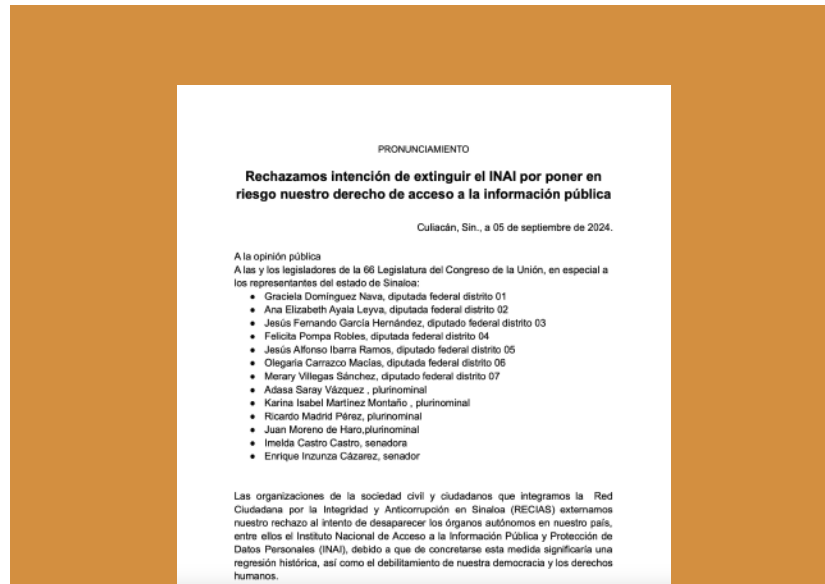 PRONUNCIAMIENTO
Rechazamos intención de extinguir el INAI por poner en
riesgo nuestro derecho de acceso a la información pública
Culiacán, Sin., a 05 de septiembre de 2024.
A la opinión pública
A las y los legisladores de la 66 Legislatura del Congreso de la Unión, en especial a
los representantes del estado de Sinaloa:
● Graciela Domínguez Nava, diputada federal distrito 01
● Ana Elizabeth Ayala Leyva, diputada federal distrito 02
● Jesús Fernando García Hernández, diputado federal distrito 03
● Felicita Pompa Robles, diputada federal distrito 04
● Jesús Alfonso Ibarra Ramos, diputado federal distrito 05
● Olegaria Carrazco Macías, diputada federal distrito 06
● Merary Villegas Sánchez, diputado federal distrito 07
● Adasa Saray Vázquez , plurinominal
● Karina Isabel Martínez Montaño , plurinominal
● Ricardo Madrid Pérez, plurinominal
● Juan Moreno de Haro,plurinominal
● Imelda Castro Castro, senadora
● Enrique Inzunza Cázarez, senador
Las organizaciones de la sociedad civil y ciudadanos que integramos la Red
Ciudadana por la Integridad y Anticorrupción en Sinaloa (RECIAS) externamos
nuestro rechazo al intento de desaparecer los órganos autónomos en nuestro país,
entre ellos el Instituto Nacional de Acceso a la Información Pública y Protección de
Datos Personales (INAI), debido a que de concretarse esta medida significaría una
regresión histórica, así como el debilitamiento de nuestra democracia y los derechos
humanos.